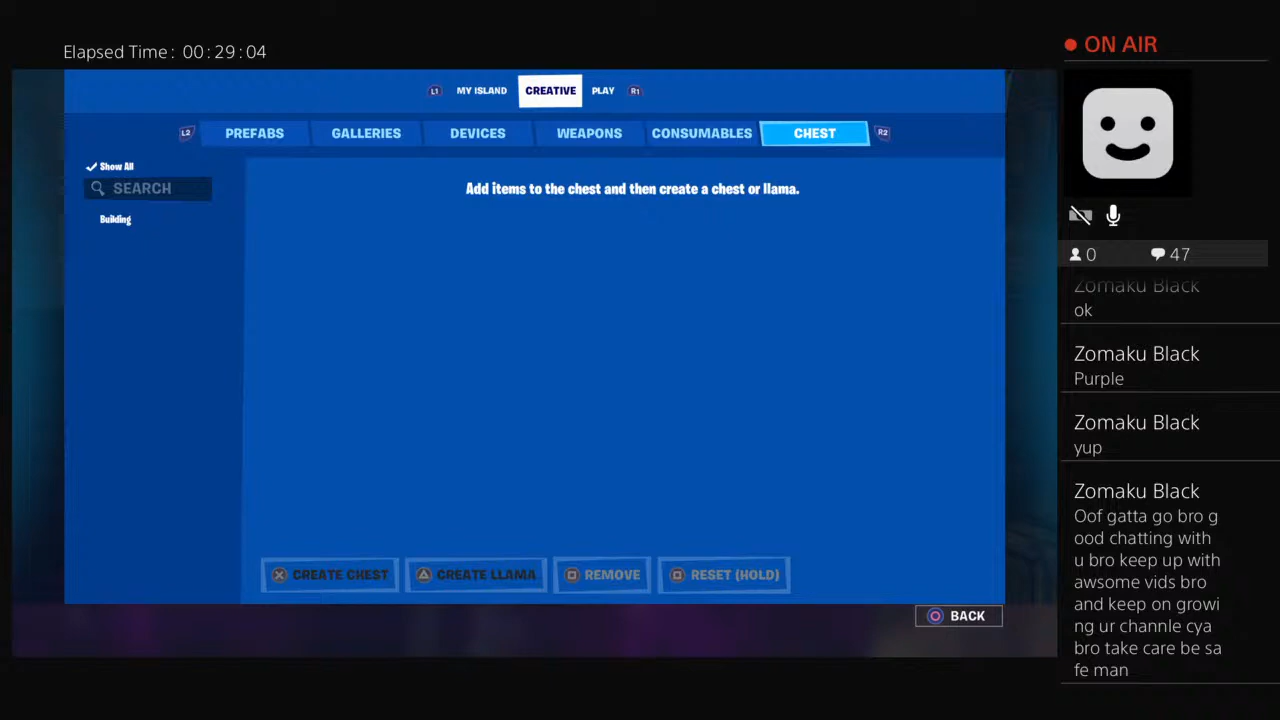 Elapsed Time: 00:29:04
ON AIR
L1 MY ISLAND CREATIVE PLAY R1
L2 PREFABS GALLERIES DEVICES WEAPONS CONSUMABLES CHEST R2
Show All
SEARCH
Building
Add items to the chest and then create a chest or llama.
CREATE CHEST CREATE LLAMA REMOVE RESET (HOLD)
BACK
0 47
Zomaku Black
ok
Zomaku Black
Purple
Zomaku Black
yup
Zomaku Black
Oof gatta go bro g
ood chatting with
u bro keep up with
awsome vids bro
and keep on growi
ng ur channle cya
bro take care be sa
fe man